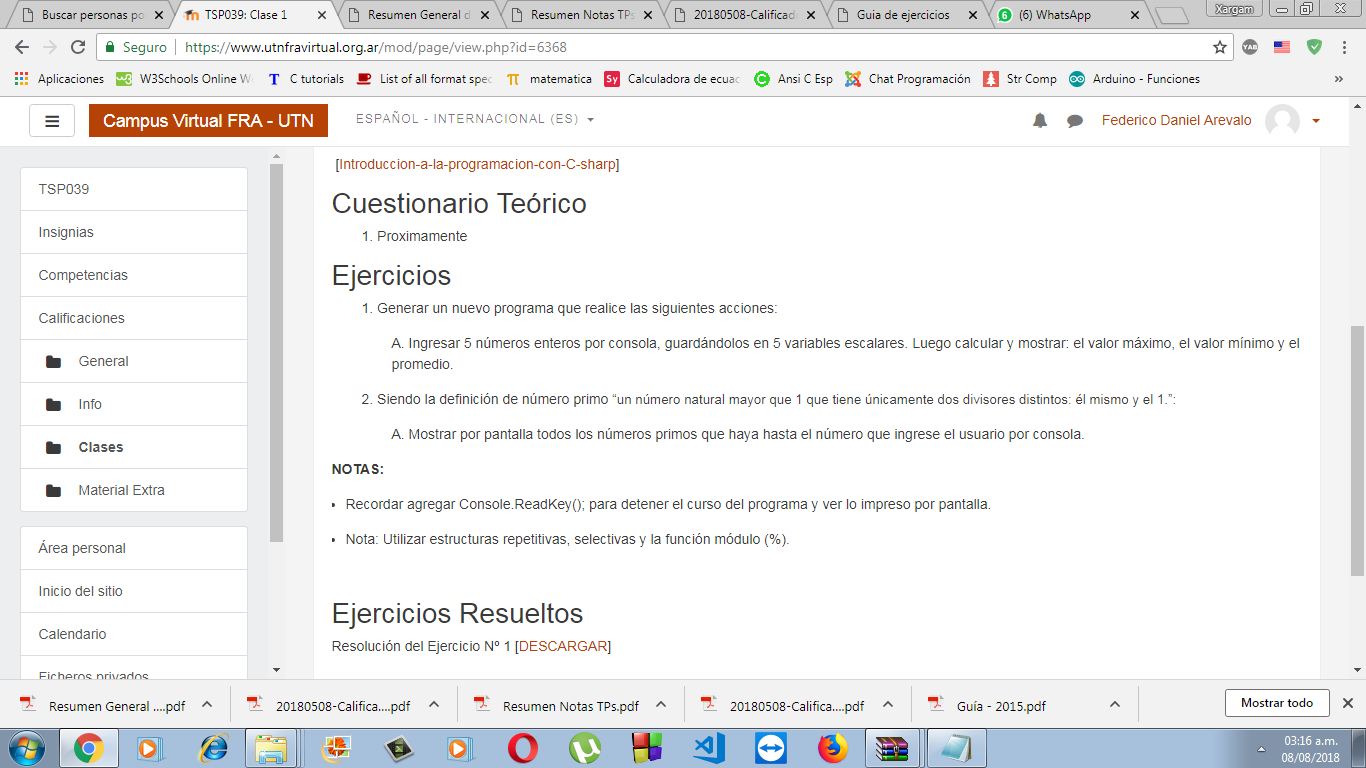 Buscar personas po
TSP039: Clase 1
Resumen General d
Resumen Notas TPs.
20180508-Calificad
Guia de ejercicios
(6) WhatsApp
Xargam
Seguro
https://www.utnfravirtual.org.ar/mod/page/view.php?id=6368
YAB
Aplicaciones
W3Schools Online W
C tutorials
List of all format spec
matematica
Calculadora de ecuac
Ansi C Esp
Chat Programación
Str Comp
Arduino - Funciones
»
Campus Virtual FRA - UTN
ESPAÑOL - INTERNACIONAL (ES)
Federico Daniel Arevalo
TSP039
Insignias
Competencias
Calificaciones
General
Info
Clases
Material Extra
Área personal
Inicio del sitio
Calendario
Ficheros privados
[Introduccion-a-la-programacion-con-C-sharp]
Cuestionario Teórico
1. Proximamente
Ejercicios
1. Generar un nuevo programa que realice las siguientes acciones:
A. Ingresar 5 números enteros por consola, guardándolos en 5 variables escalares. Luego calcular y mostrar: el valor máximo, el valor mínimo y el
promedio.
2. Siendo la definición de número primo “un número natural mayor que 1 que tiene únicamente dos divisores distintos: él mismo y el 1.”:
A. Mostrar por pantalla todos los números primos que haya hasta el número que ingrese el usuario por consola.
NOTAS:
• Recordar agregar Console.ReadKey(); para detener el curso del programa y ver lo impreso por pantalla.
• Nota: Utilizar estructuras repetitivas, selectivas y la función módulo (%).
Ejercicios Resueltos
Resolución del Ejercicio Nº 1 [DESCARGAR]
Resumen General ....pdf
20180508-Califica....pdf
Resumen Notas TPs.pdf
20180508-Califica....pdf
Guía - 2015.pdf
Mostrar todo
03:16 a.m.
08/08/2018